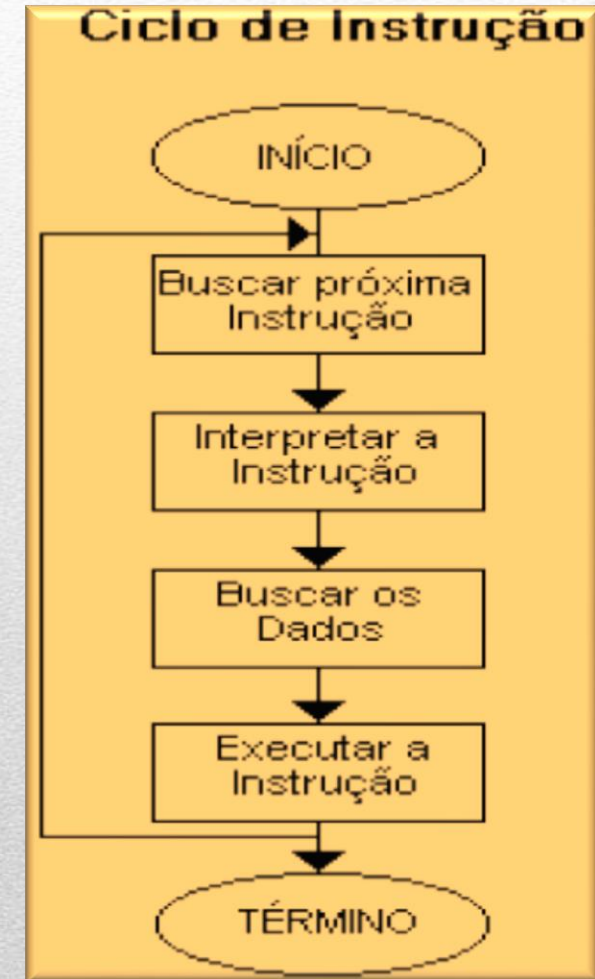 Ciclo de Instrução
INÍCIO
Buscar próxima
Instrução
Interpretar a
Instrução
Buscar os
Dados
Executar a
Instrução
TÉRMINO